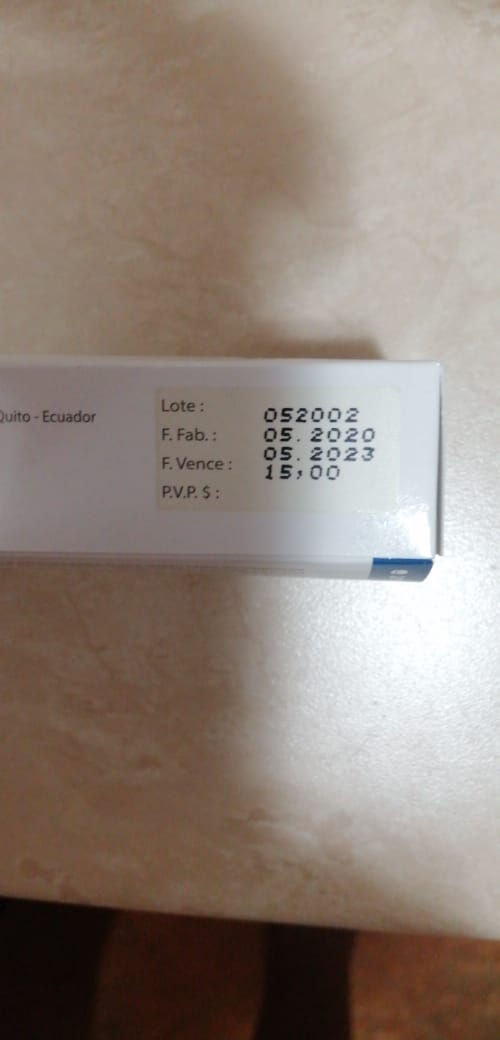 Quito - Ecuador
Lote : 052002
F. Fab. : 05.2020
F. Vence : 05.2023
P.V.P. $ : 15,00